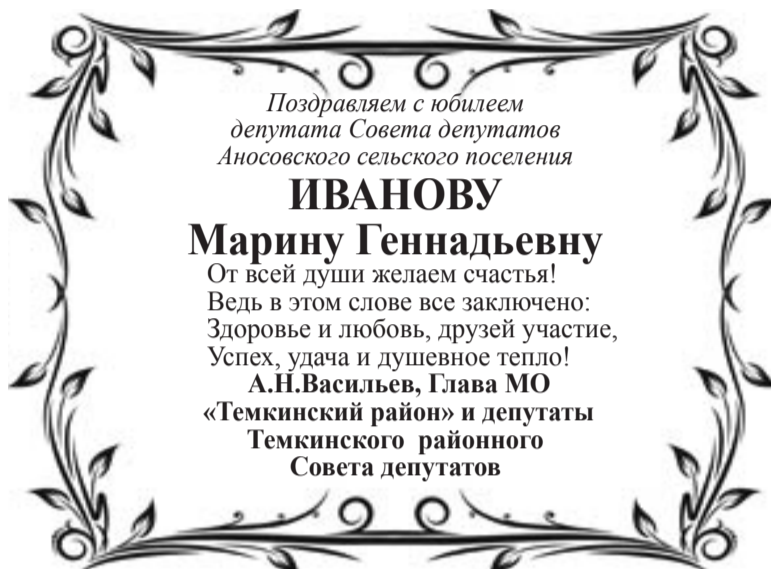 Поздравляем с юбилеем
депутата Совета депутатов
Аносовского сельского поселения
ИВАНОВУ
Марину Геннадьевну
От всей души желаем счастья!
Ведь в этом слове все заключено:
Здоровье и любовь, друзей участие,
Успех, удача и душевное тепло!
А.Н.Васильев, Глава МО
«Темкинский район» и депутаты
Темкинского районного
Совета депутатов